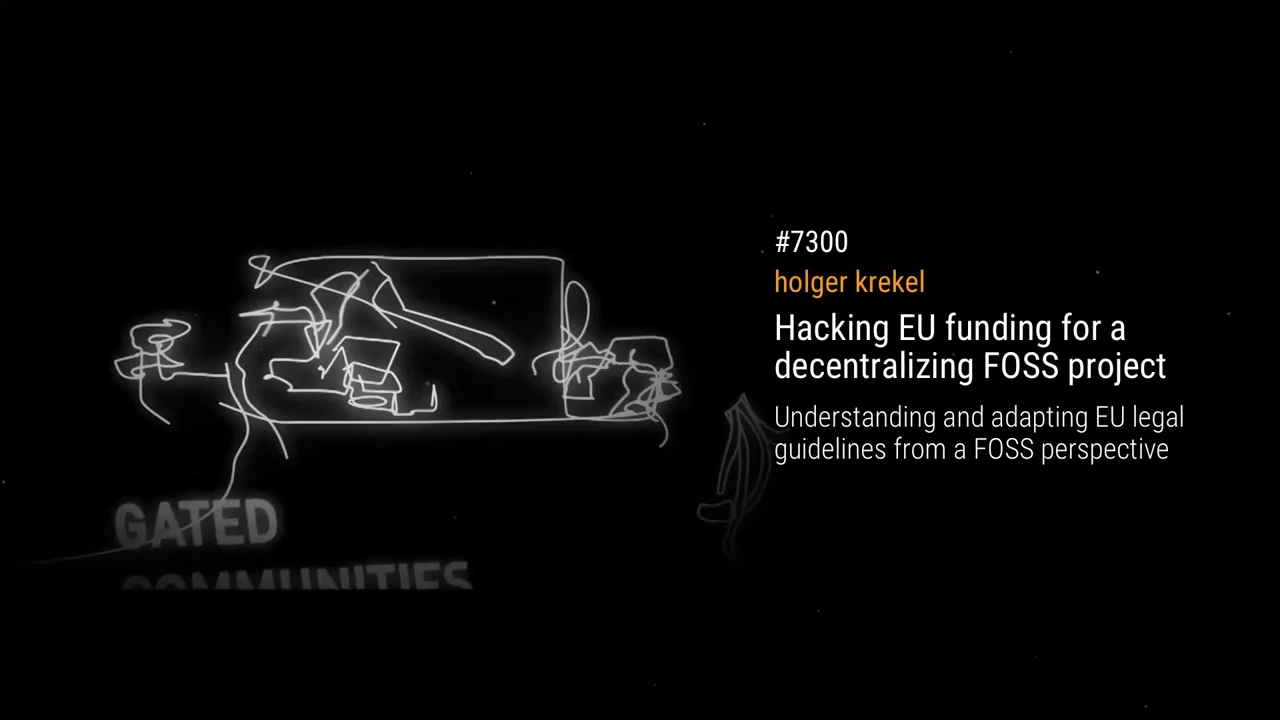 #7300
holger krekel
Hacking EU funding for a
decentralizing FOSS project
Understanding and adapting EU legal
guidelines from a FOSS perspective
GATED
COMMUNITIES